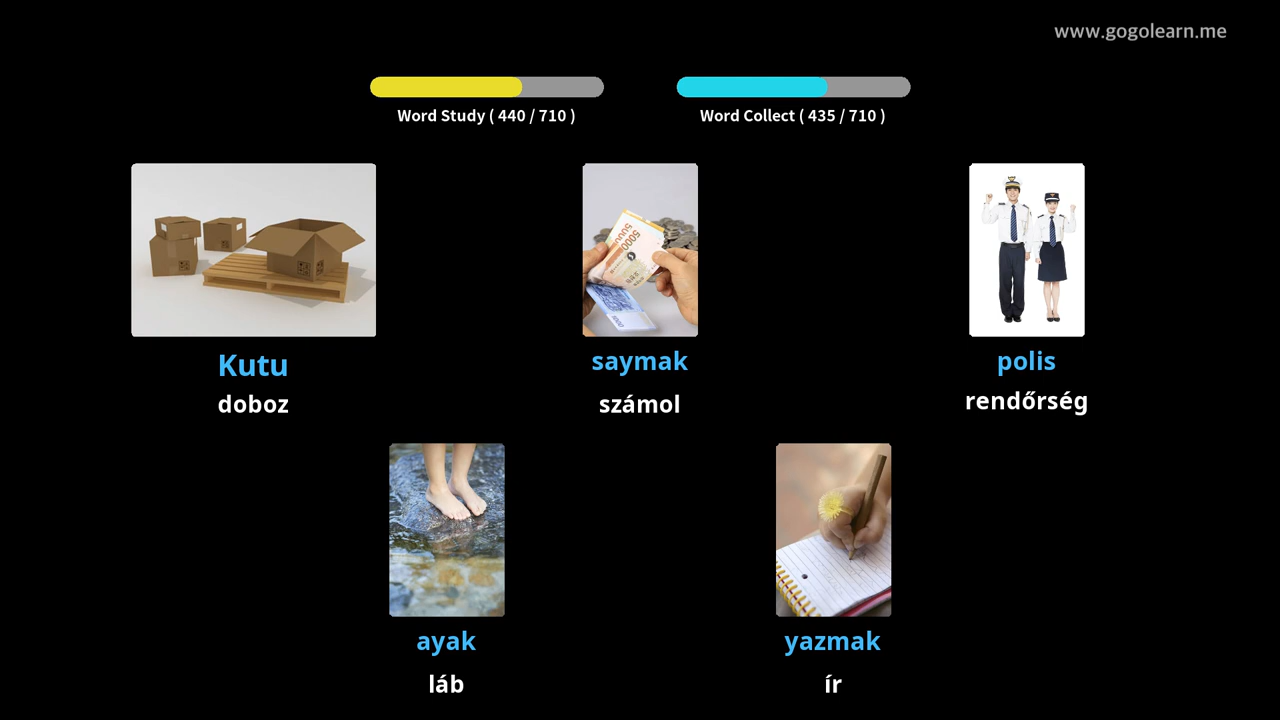 www.gogolearn.me
Word Study ( 440 / 710 )
Word Collect ( 435 / 710 )
Kutu
doboz
saymak
számol
polis
rendőrség
ayak
láb
yazmak
ír